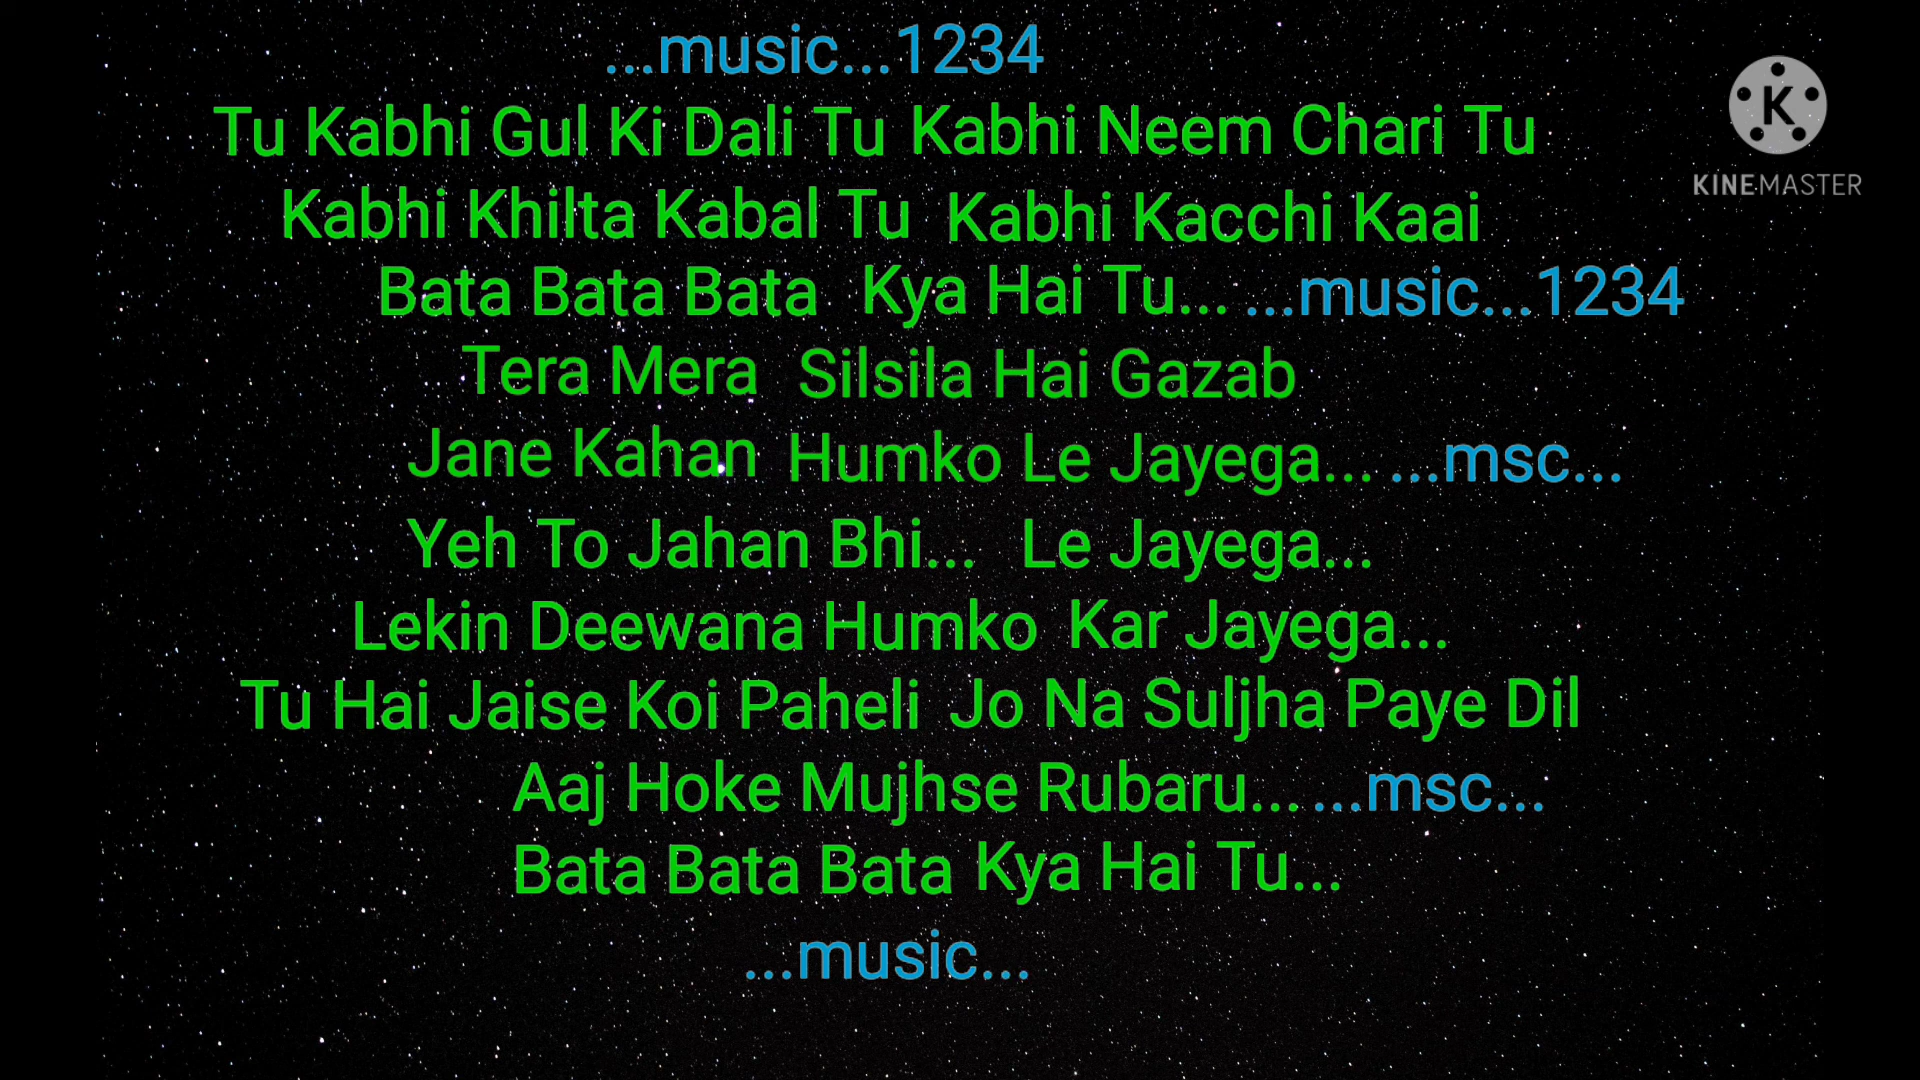 ...music...1234
Tu Kabhi Gul Ki Dali Tu Kabhi Neem Chari Tu
Kabhi Khilta Kabal Tu Kabhi Kacchi Kaai
Bata Bata Bata Kya Hai Tu... ...music...1234
Tera Mera Silsila Hai Gazab
Jane Kahan Humko Le Jayega... ...msc...
Yeh To Jahan Bhi... Le Jayega...
Lekin Deewana Humko Kar Jayega...
Tu Hai Jaise Koi Paheli Jo Na Suljha Paye Dil
Aaj Hoke Mujhse Rubaru... ...msc...
Bata Bata Bata Kya Hai Tu...
...music...
K
KINEMASTER